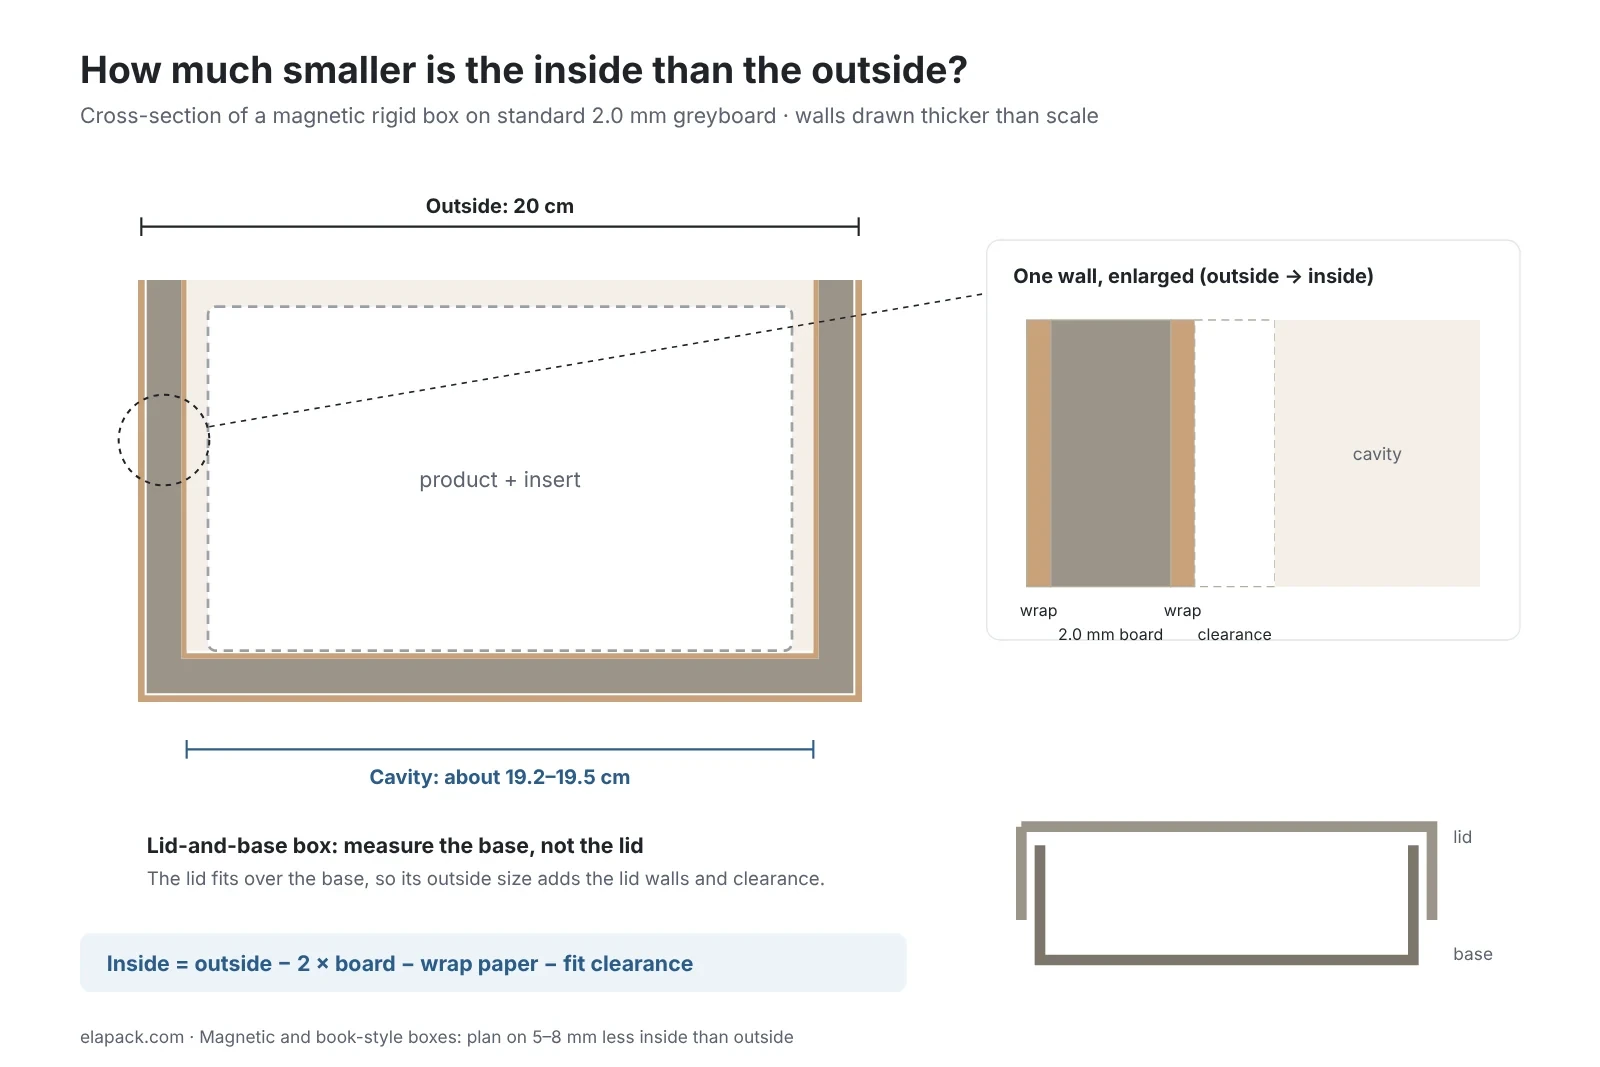 How much smaller is the inside than the outside?
Cross-section of a magnetic rigid box on standard 2.0 mm greyboard · walls drawn thicker than scale
Outside: 20 cm
One wall, enlarged (outside → inside)
product + insert
cavity
wrap
wrap
2.0 mm board
clearance
Cavity: about 19.2–19.5 cm
Lid-and-base box: measure the base, not the lid
The lid fits over the base, so its outside size adds the lid walls and clearance.
lid
base
Inside = outside − 2 × board − wrap paper − fit clearance
elapack.com · Magnetic and book-style boxes: plan on 5–8 mm less inside than outside